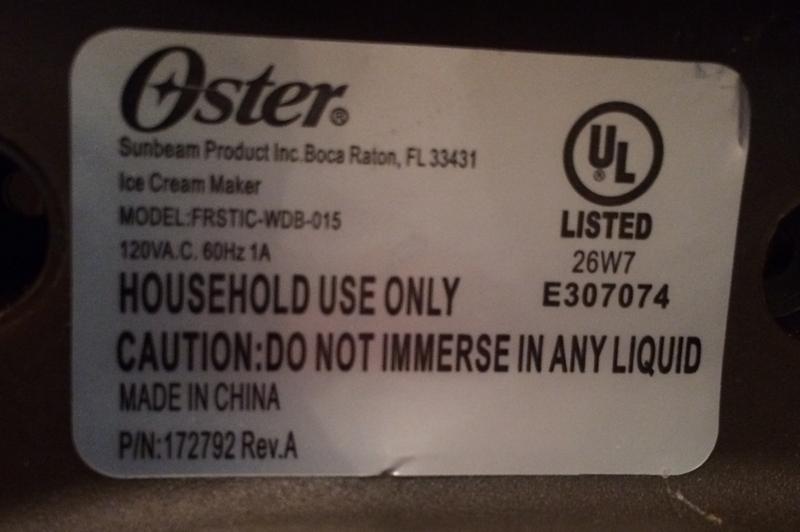 Oster®
Sunbeam Product Inc.Boca Raton, FL 33431
Ice Cream Maker
MODEL:FRSTIC-WDB-015
120VA.C. 60Hz 1A
HOUSEHOLD USE ONLY
CAUTION:DO NOT IMMERSE IN ANY LIQUID
MADE IN CHINA
P/N:172792 Rev.A
UL®
LISTED
26W7
E307074